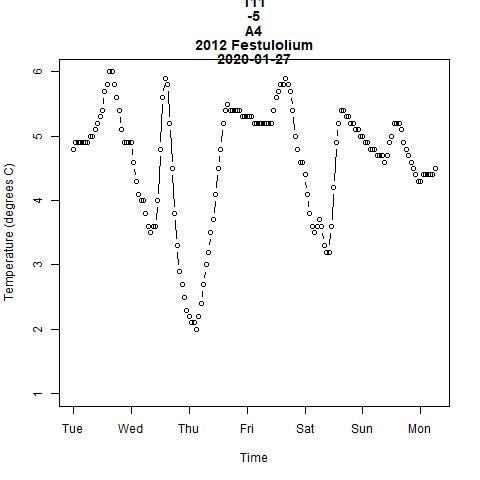 T11
-5
A4
2012 Festulolium
2020-01-27
6
5
4
3
2
1
Temperature (degrees C)
Tue Wed Thu Fri Sat Sun Mon
Time